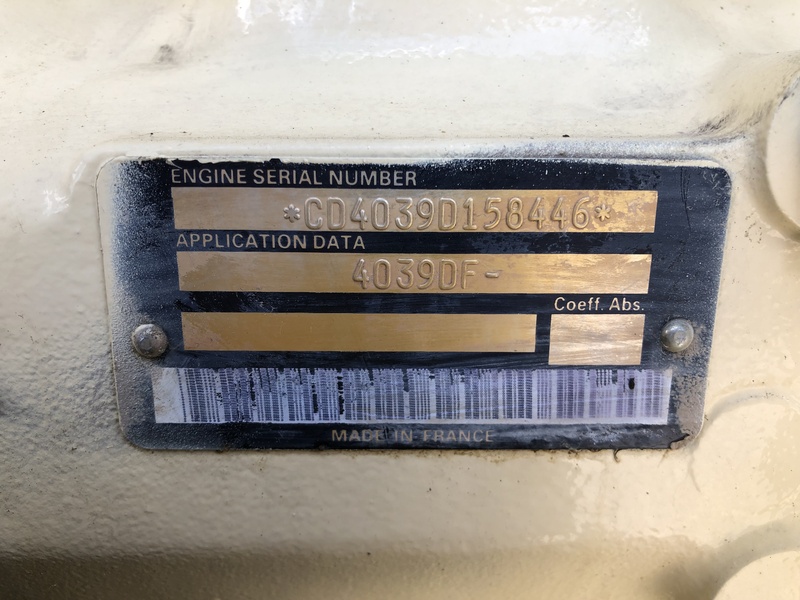 ENGINE SERIAL NUMBER
*CD4039D158446*
APPLICATION DATA
4039DF-
Coeff. Abs.
MADE IN FRANCE